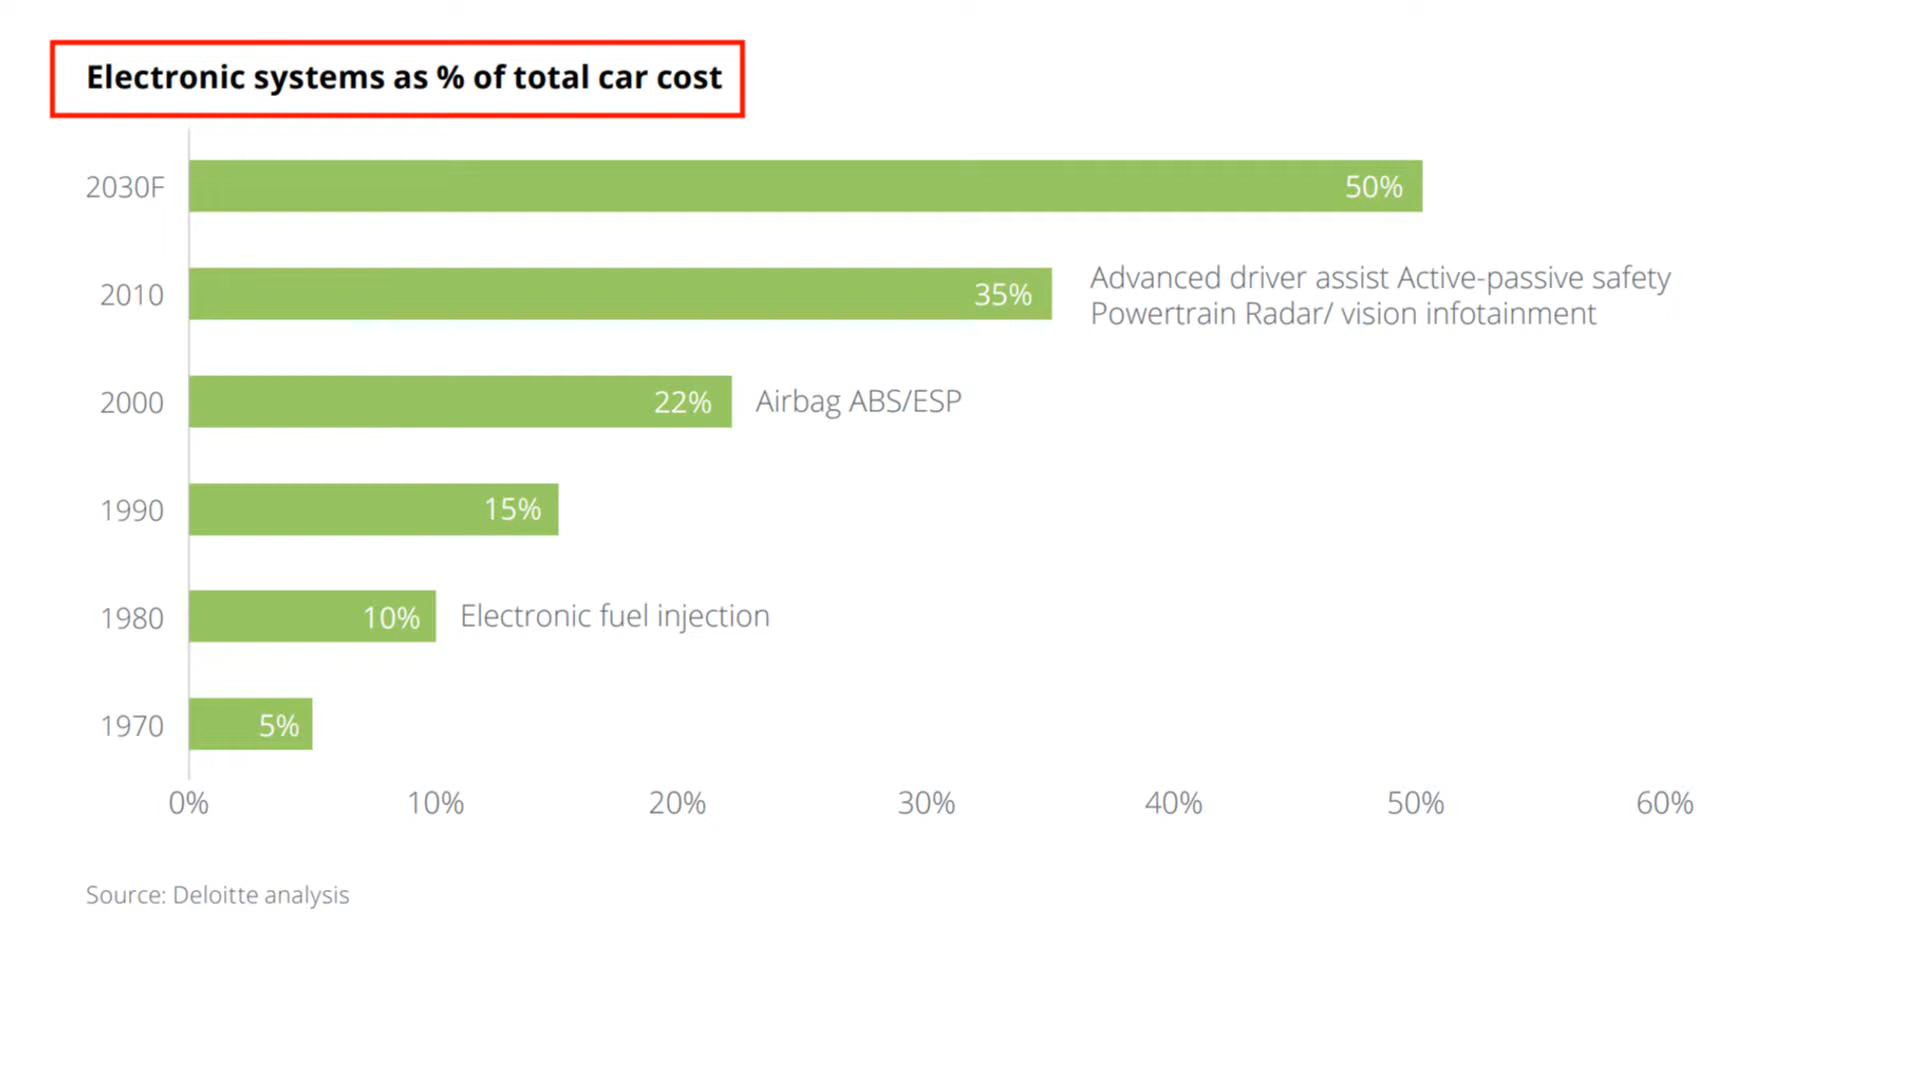 Electronic systems as % of total car cost
2030F
50%
2010
35%
Advanced driver assist Active-passive safety
Powertrain Radar/ vision infotainment
2000
22%
Airbag ABS/ESP
1990
15%
1980
10%
Electronic fuel injection
1970
5%
0% 10% 20% 30% 40% 50% 60%
Source: Deloitte analysis